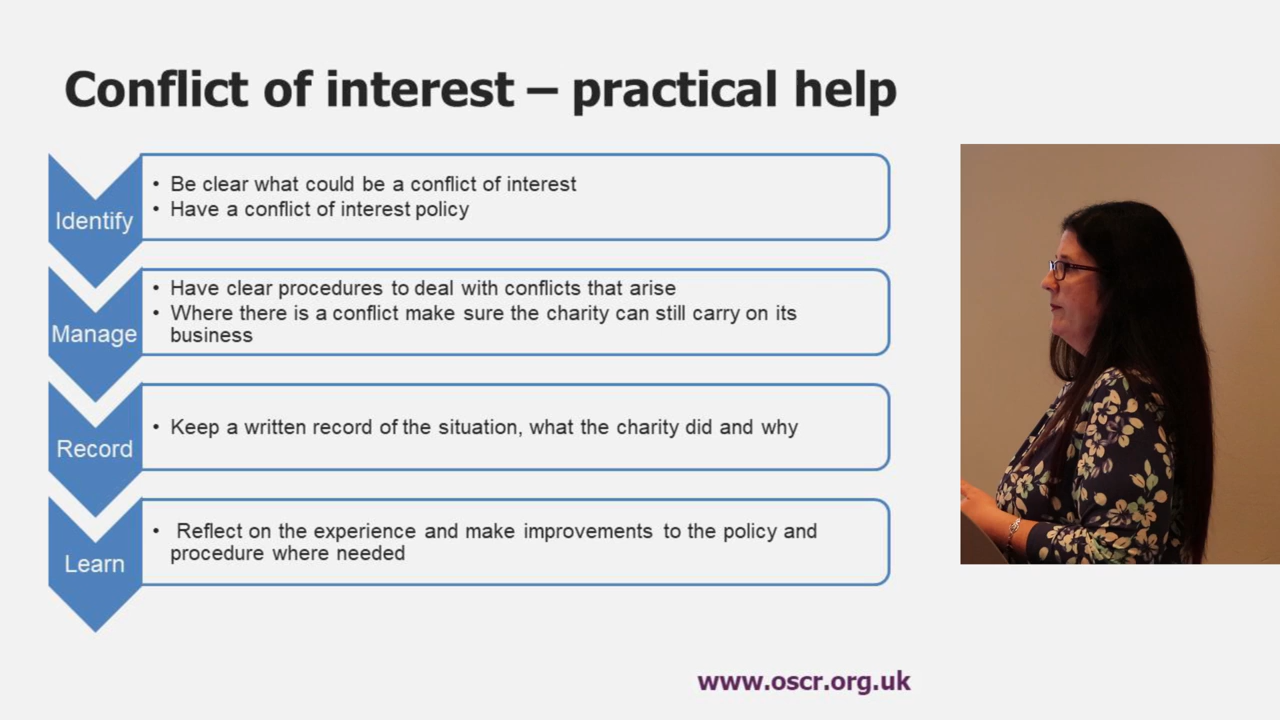 Conflict of interest – practical help
Identify
• Be clear what could be a conflict of interest
• Have a conflict of interest policy
Manage
• Have clear procedures to deal with conflicts that arise
• Where there is a conflict make sure the charity can still carry on its
business
Record
• Keep a written record of the situation, what the charity did and why
Learn
• Reflect on the experience and make improvements to the policy and
procedure where needed
www.oscr.org.uk